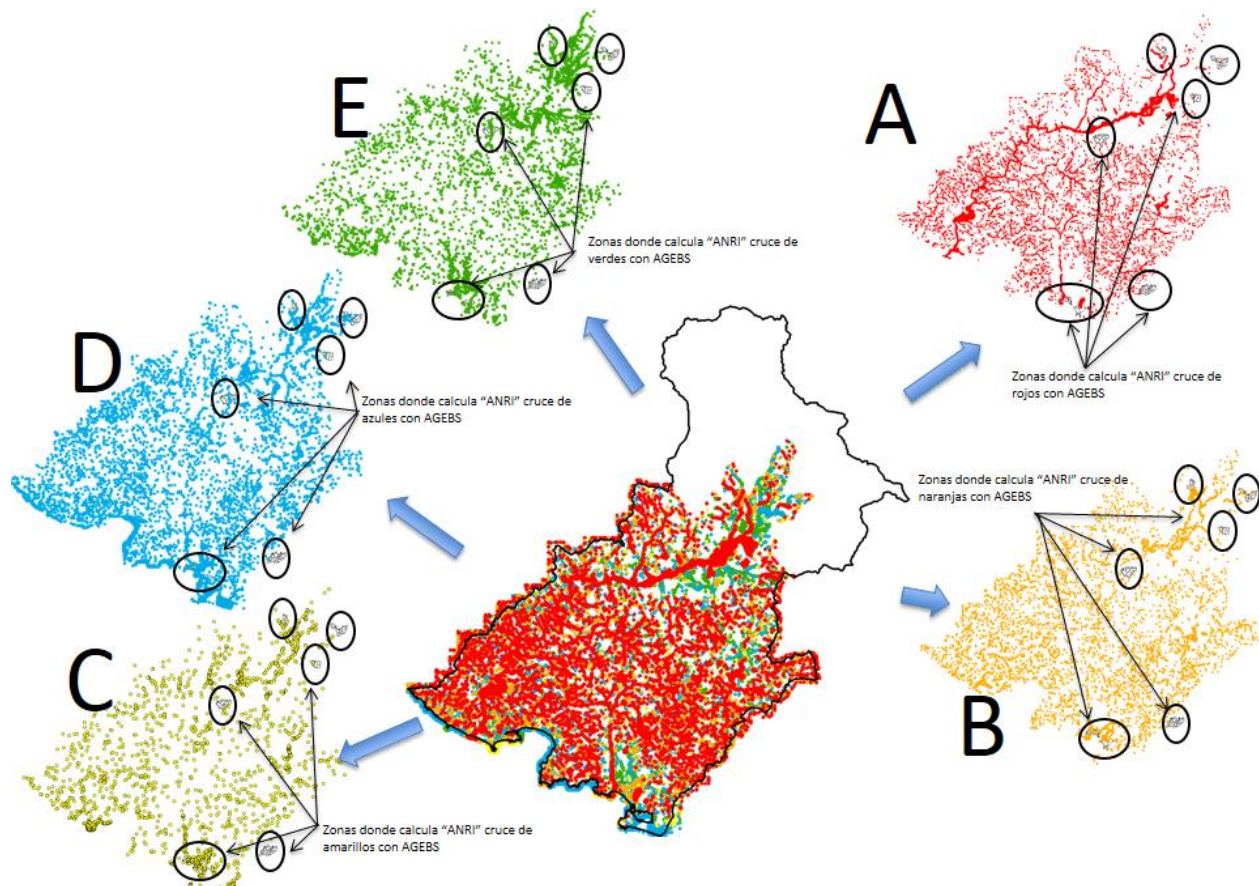 E
A
Zonas donde calcula “ANRI” cruce de
verdes con AGEBS
D
Zonas donde calcula “ANRI” cruce de
rojos con AGEBS
Zonas donde calcula “ANRI” cruce de
azules con AGEBS
Zonas donde calcula “ANRI” cruce de
naranjas con AGEBS
C
B
Zonas donde calcula “ANRI” cruce de
amarillos con AGEBS